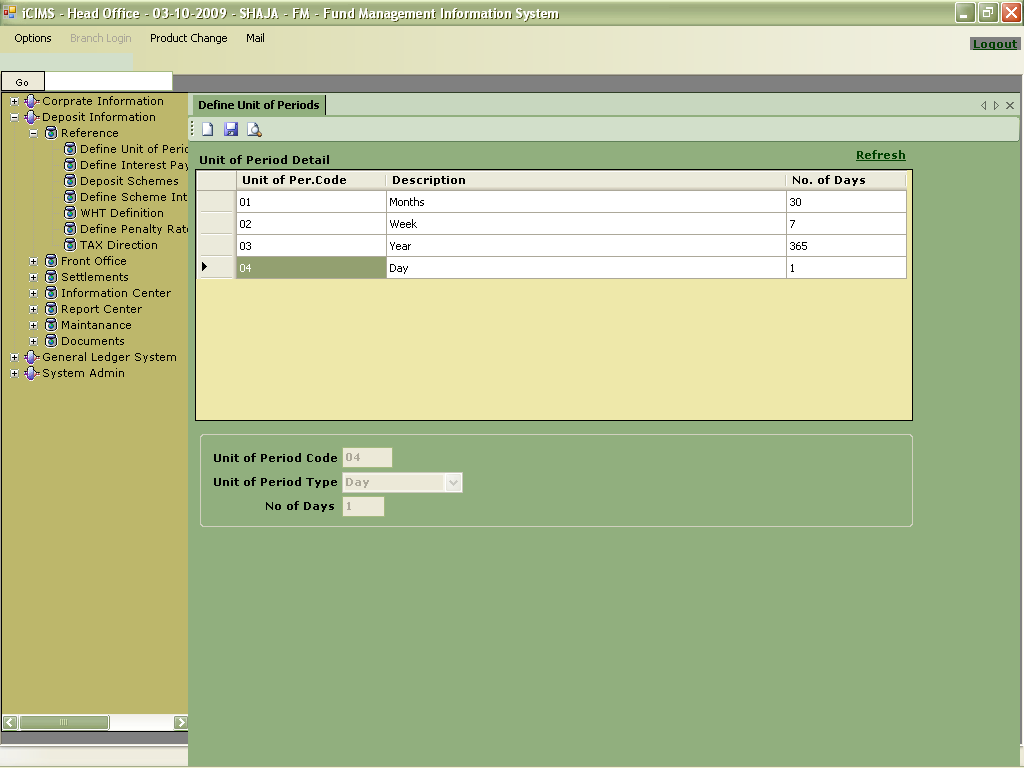 iCIMS - Head Office - 03-10-2009 - SHAJA - FM - Fund Management Information System
Options Branch Login Product Change Mail
Logout
Go
Corprate Information
Deposit Information
Reference
Define Unit of Peric
Define Interest Pay
Deposit Schemes
Define Scheme Int
WHT Definition
Define Penalty Rate
TAX Direction
Front Office
Settlements
Information Center
Report Center
Maintanance
Documents
General Ledger System
System Admin
Define Unit of Periods
Unit of Period Detail Refresh
Unit of Per.Code Description No. of Days
01 Months 30
02 Week 7
03 Year 365
04 Day 1
Unit of Period Code 04
Unit of Period Type Day
No of Days 1